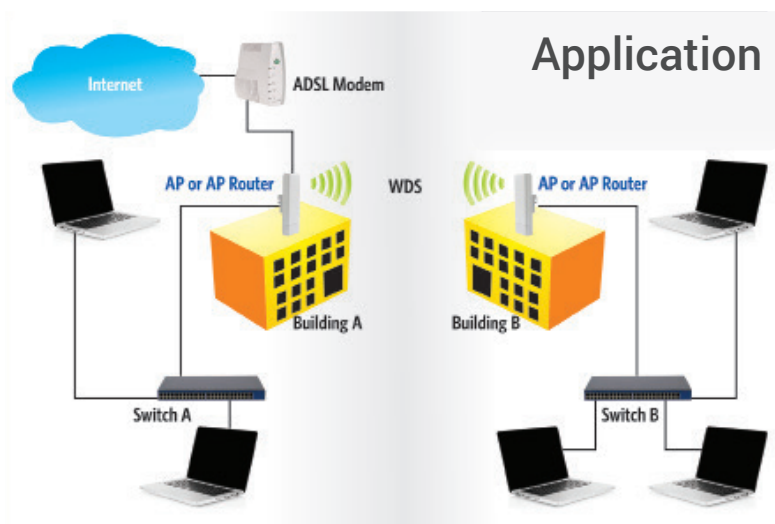 Application
Internet
ADSL Modem
AP or AP Router
WDS
AP or AP Router
Building A
Building B
Switch A
Switch B